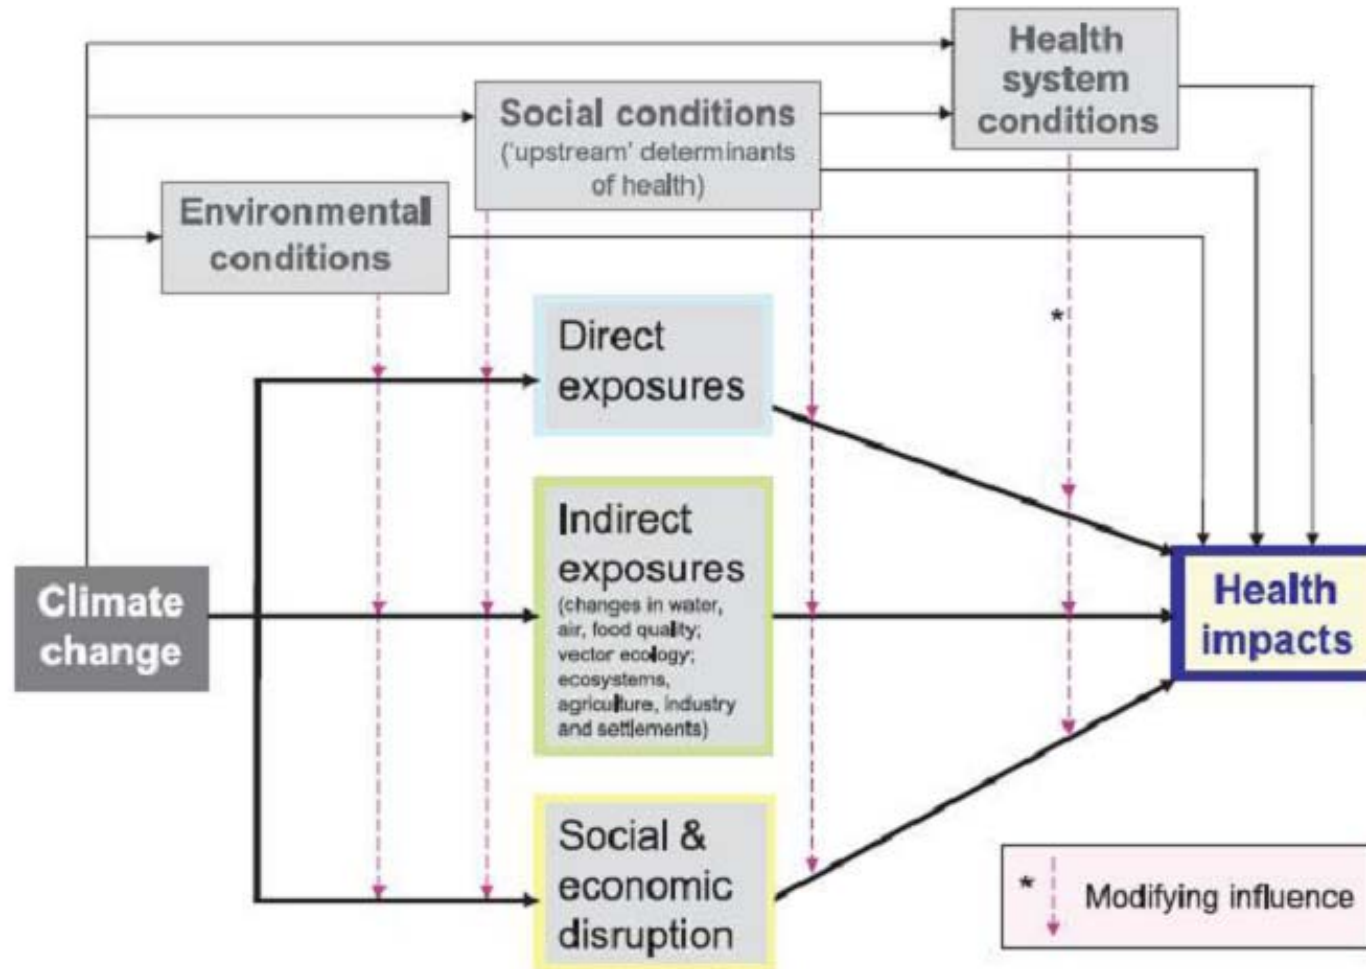 Health
system
conditions
Social conditions
('upstream' determinants
of health)
Environmental
conditions
*
Direct
exposures
Indirect
exposures
(changes in water,
air, food quality;
vector ecology;
ecosystems,
agriculture, industry
and settlements)
Climate
change
Health
impacts
Social &
economic
disruption
* Modifying influence